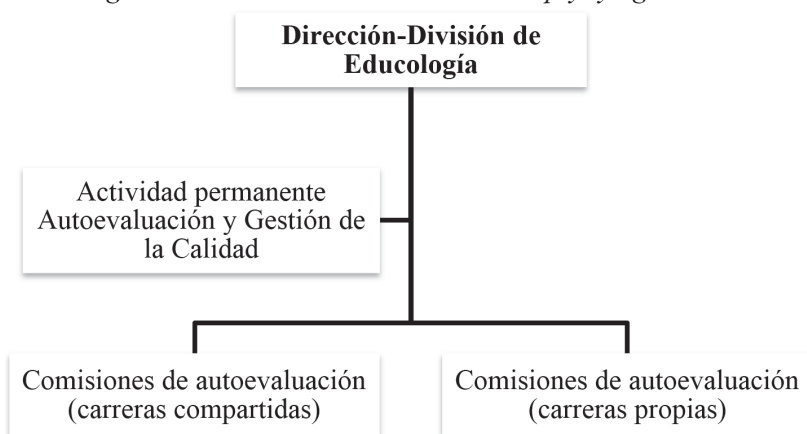 Dirección-División de
Educología
Actividad permanente
Autoevaluación y Gestión de
la Calidad
Comisiones de autoevaluación
(carreras compartidas)
Comisiones de autoevaluación
(carreras propias)